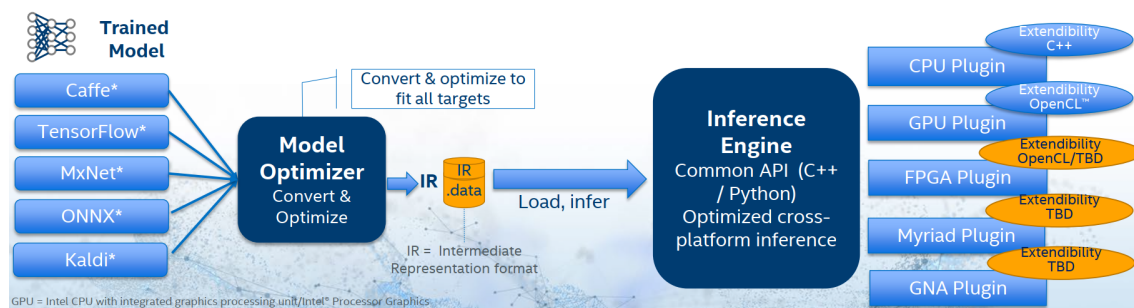 Trained
Model
Caffe*
TensorFlow*
MxNet*
ONNX*
Kaldi*
Convert & optimize to
fit all targets
Model
Optimizer
Convert &
Optimize
IR
IR
.data
IR = Intermediate
Representation format
Load, infer
Inference
Engine
Common API (C++
/ Python)
Optimized cross-
platform inference
Extendibility
C++
CPU Plugin
Extendibility
OpenCL™
GPU Plugin
Extendibility
OpenCL/TBD
FPGA Plugin
Extendibility
TBD
Myriad Plugin
Extendibility
TBD
GNA Plugin
GPU = Intel CPU with integrated graphics processing unit/Intel® Processor Graphics